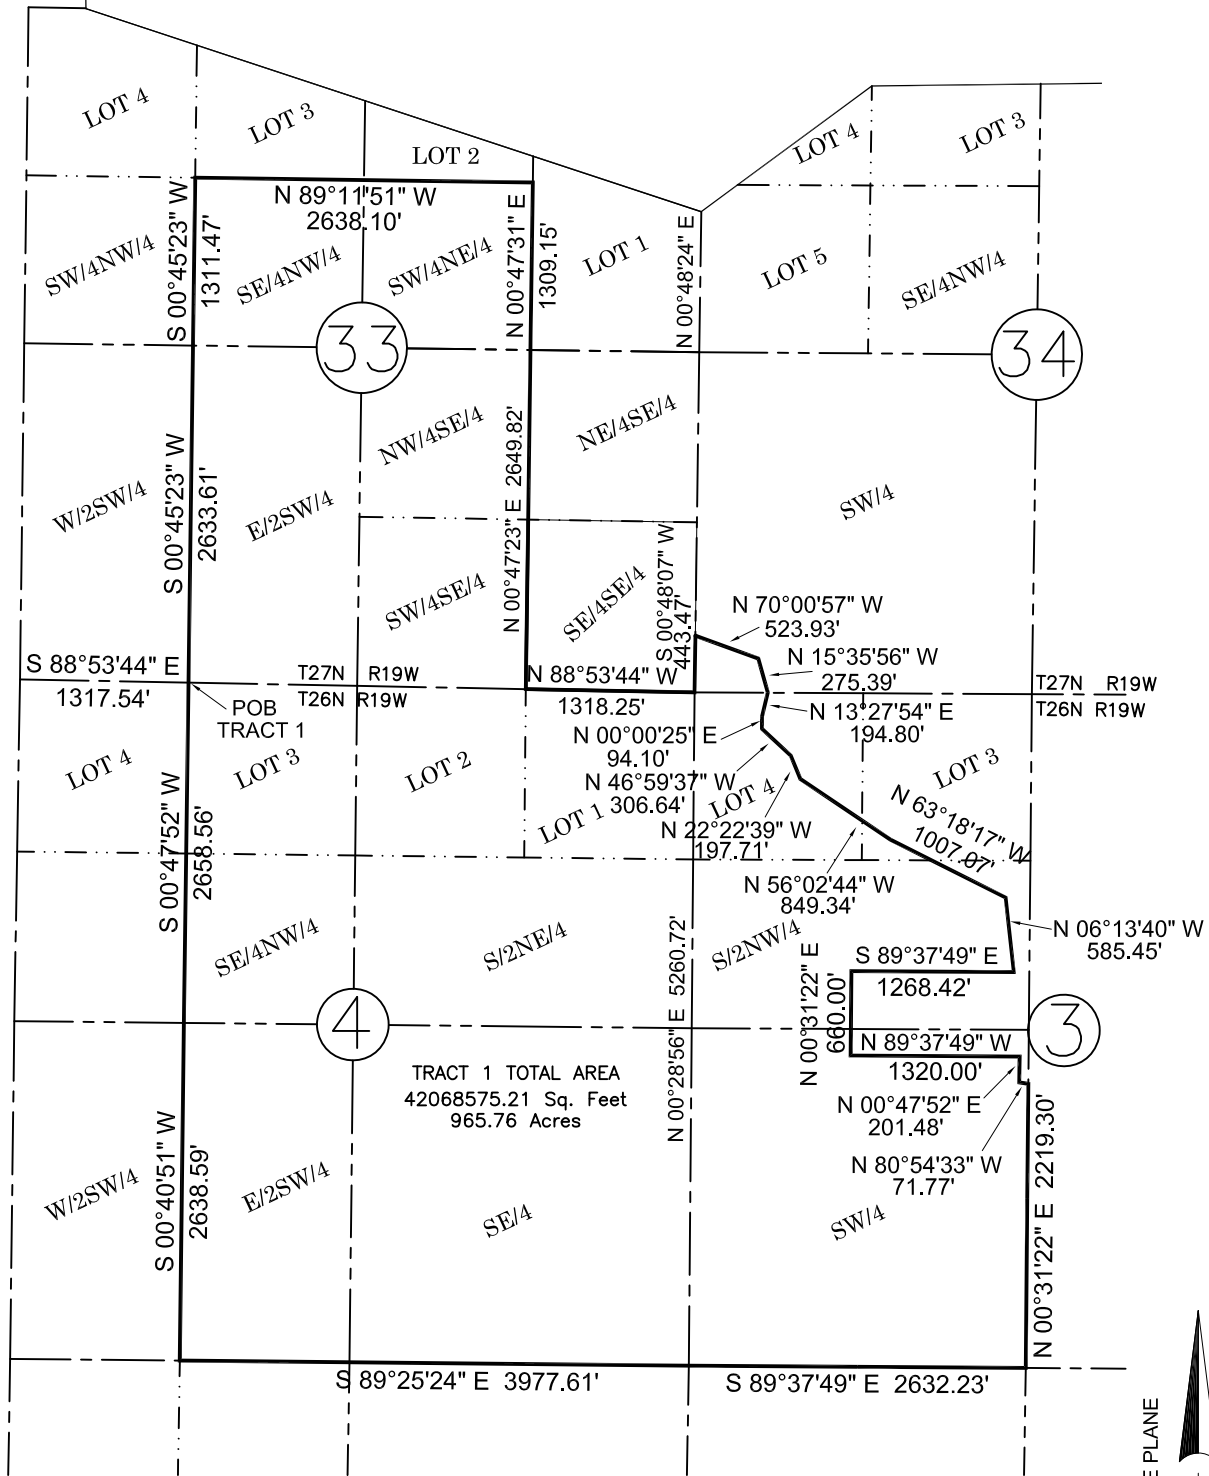 LOT 4
LOT 3
LOT 2
LOT 4
LOT 3
N 89°11'51" W
2638.10'
S 00°45'23" W
1311.47'
N 00°47'31" E
1309.15'
N 00°48'24" E
SW/4NW/4
SE/4NW/4
SW/4NE/4
LOT 1
LOT 5
SE/4NW/4
33
34
S 00°45'23" W
2633.61'
N 00°47'23" E 2649.82'
NW/4SE/4
NE/4SE/4
W/2SW/4
E/2SW/4
SW/4
SW/4SE/4
SE/4SE/4
S 00°48'07" W
443.47'
N 70°00'57" W
523.93'
N 15°35'56" W
275.39'
S 88°53'44" E
1317.54'
T27N R19W
T26N R19W
N 88°53'44" W
1318.25'
T27N R19W
T26N R19W
POB
TRACT 1
N 13°27'54" E
194.80'
N 00°00'25" E
94.10'
N 46°59'37" W
306.64'
LOT 4
LOT 3
LOT 2
LOT 1
LOT 4
LOT 3
N 22°22'39" W
197.71'
N 63°18'17" W
1007.07'
N 56°02'44" W
849.34'
S 00°47'52" W
2658.56'
SE/4NW/4
S/2NE/4
S/2NW/4
N 00°28'56" E 5260.72'
N 06°13'40" W
585.45'
S 89°37'49" E
1268.42'
N 00°31'22" E
660.00'
N 89°37'49" W
1320.00'
4
3
TRACT 1 TOTAL AREA
42068575.21 Sq. Feet
965.76 Acres
N 00°47'52" E
201.48'
N 80°54'33" W
71.77'
S 00°40'51" W
2638.59'
W/2SW/4
E/2SW/4
SE/4
SW/4
N 00°31'22" E 2219.30'
S 89°25'24" E 3977.61'
S 89°37'49" E 2632.23'
PLANE